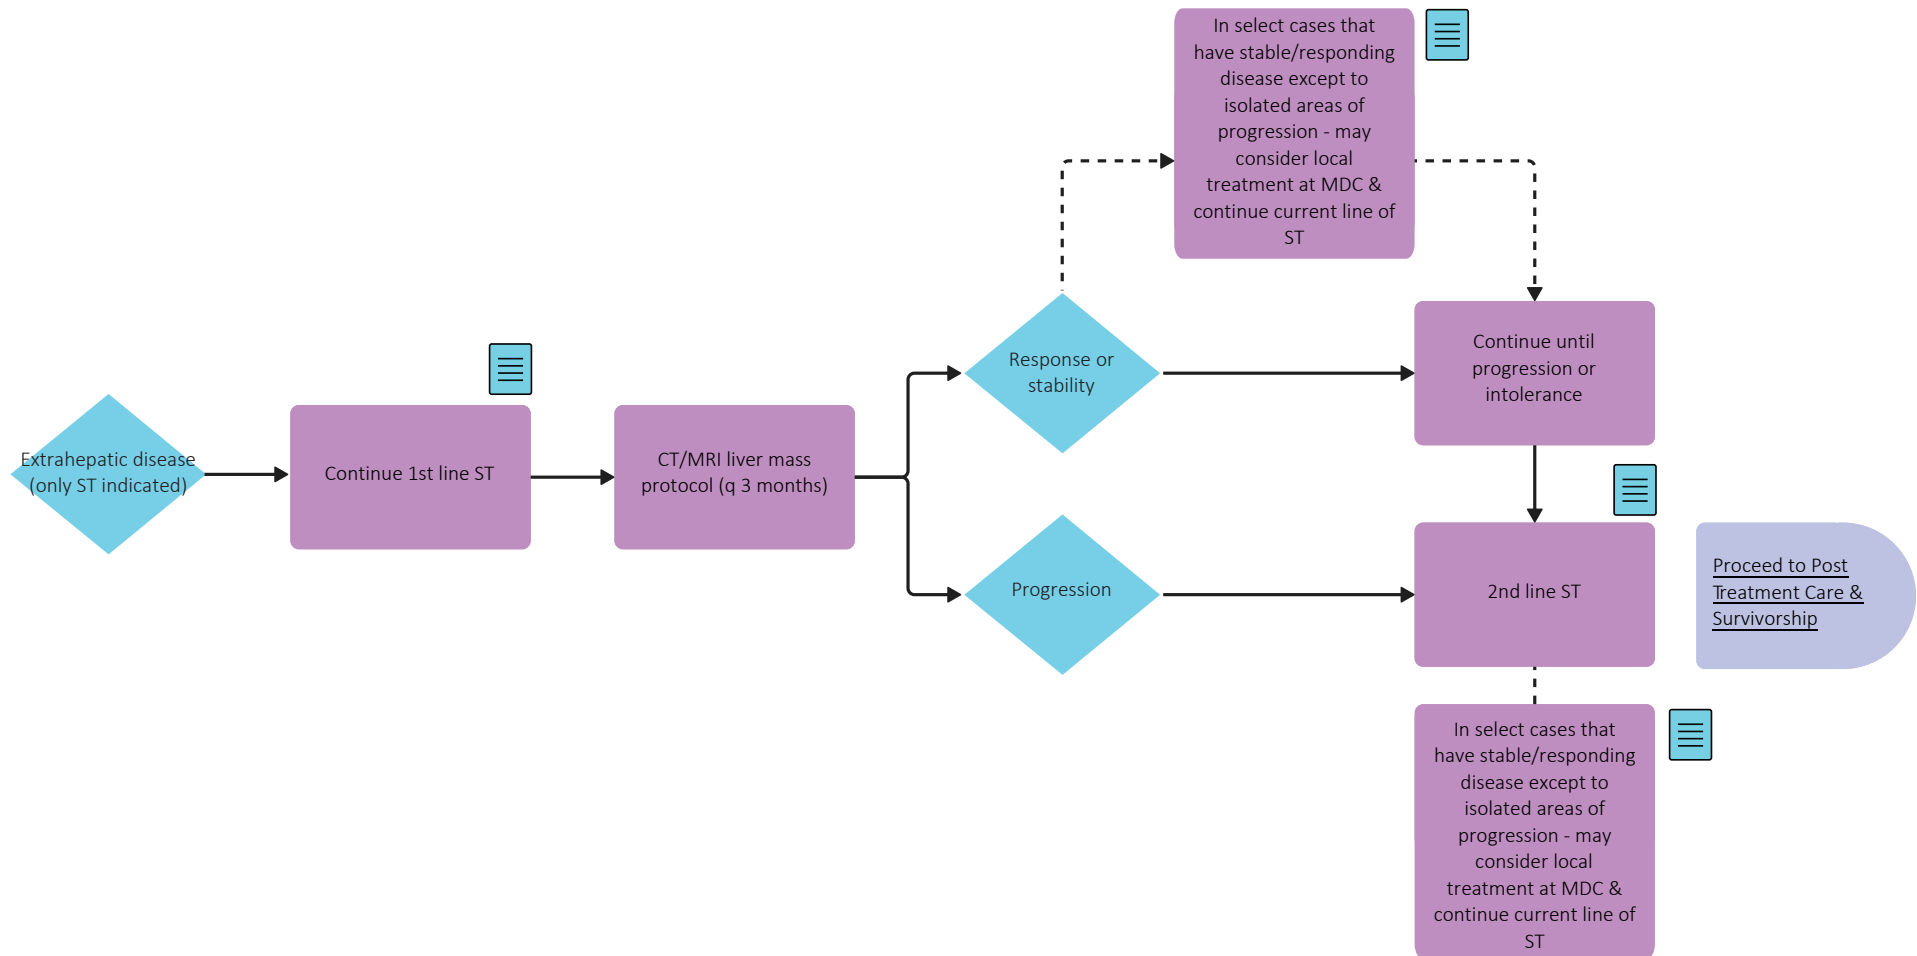 In select cases that
have stable/responding
disease except to
isolated areas of
progression - may
consider local
treatment at MDC &
continue current line of
ST
Extrahepatic disease
(only ST indicated)
Continue 1st line ST
CT/MRI liver mass
protocol (q 3 months)
Response or
stability
Continue until
progression or
intolerance
Progression
2nd line ST
Proceed to Post
Treatment Care &
Survivorship
In select cases that
have stable/responding
disease except to
isolated areas of
progression - may
consider local
treatment at MDC &
continue current line of
ST